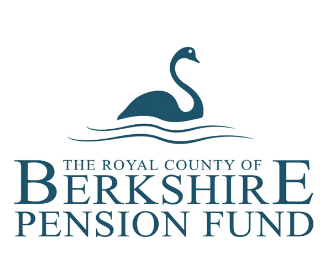 THE ROYAL COUNTY OF
BERKSHIRE
PENSION FUND